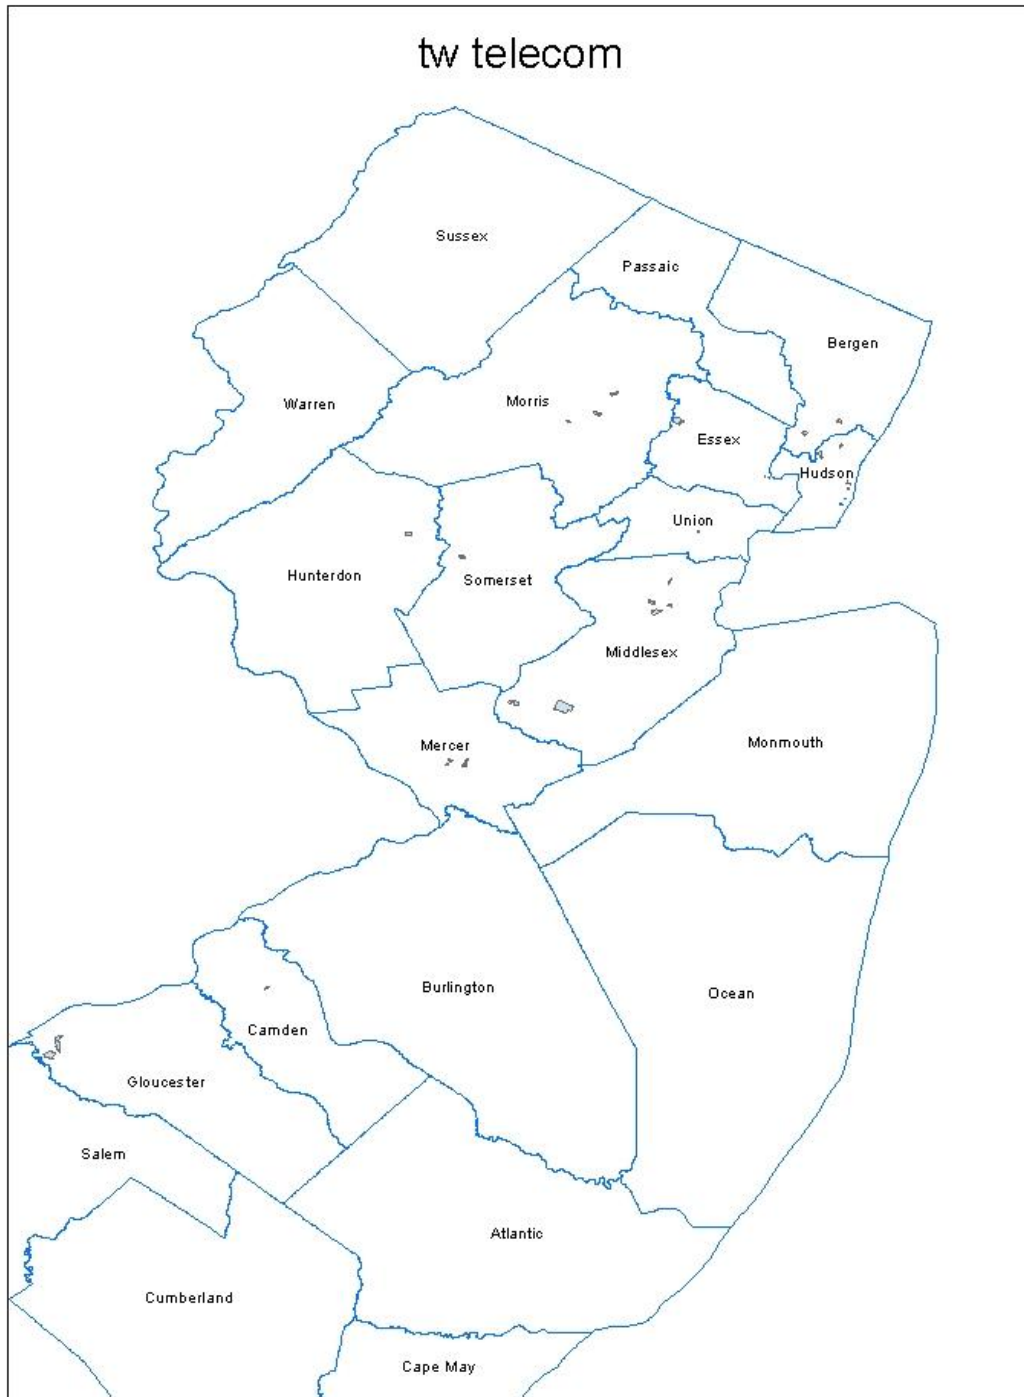 tw telecom
Sussex
Passaic
Bergen
Warren
Morris
Essex
Hudson
Union
Hunterdon
Somerset
Middlesex
Mercer
Monmouth
Burlington
Ocean
Camden
Gloucester
Salem
Atlantic
Cumberland
Cape May